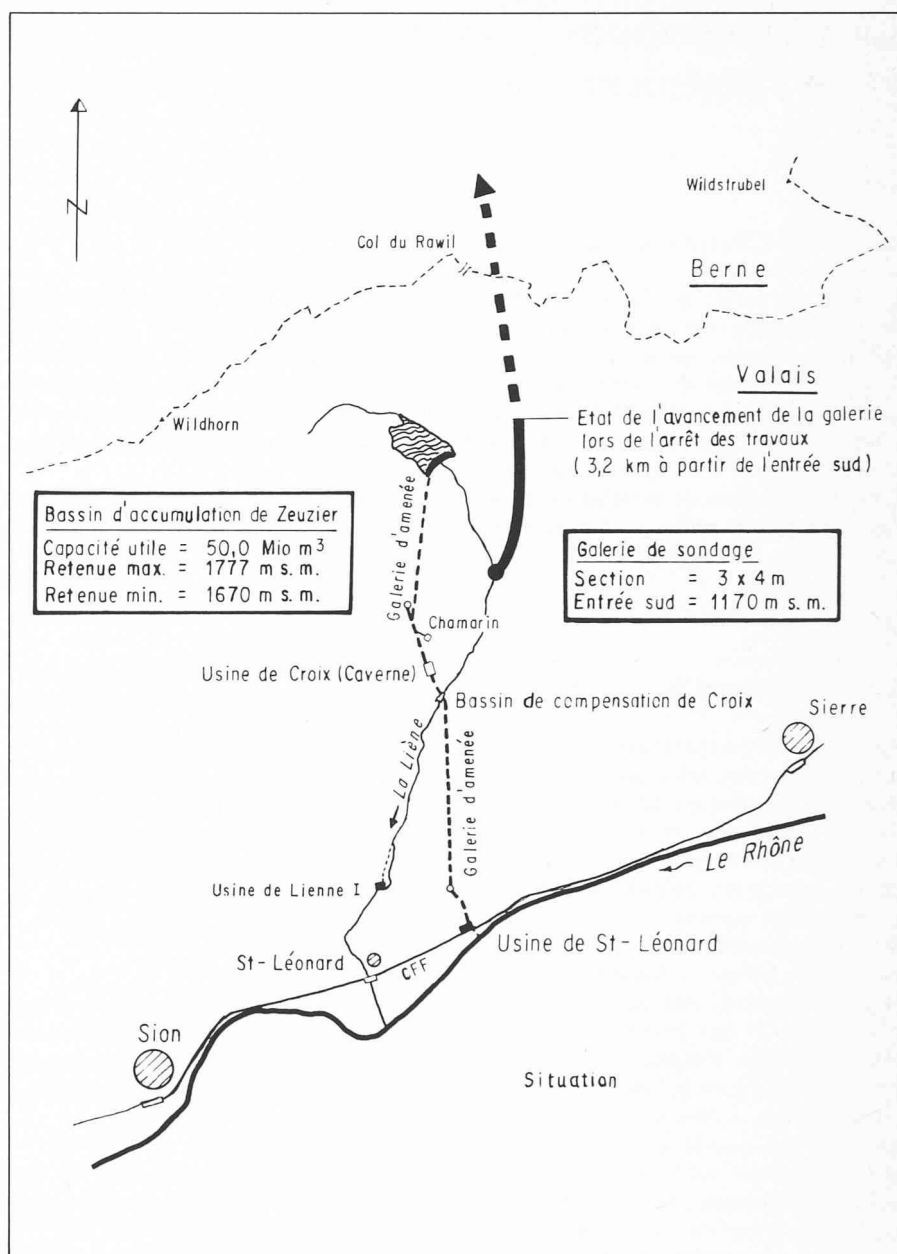 Wildstrubel
N
Col du Rawil
Berne
Valais
Etat de l'avancement de la galerie
lors de l'arrêt des travaux
(3,2 km à partir de l'entrée sud)
Wildhorn
Bassin d'accumulation de Zeuzier
Capacité utile = 50,0 Mio m³
Retenue max. = 1777 m s.m.
Retenue min. = 1670 m s.m.
Galerie d'amenée
Galerie de sondage
Section = 3 x 4 m
Entrée sud = 1170 m s.m.
Chamarin
Usine de Croix (Caverne)
Bassin de compensation de Croix
Sierre
La Liène
Galerie d'amenée
Le Rhône
Usine de Lienne I
Usine de St-Léonard
St-Léonard
CFF
Sion
Situation